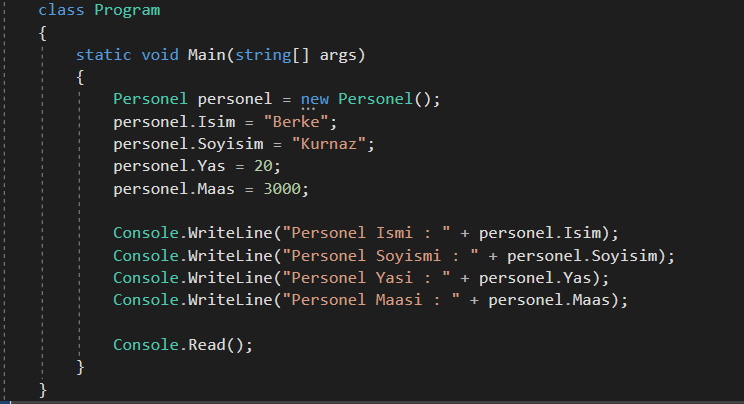 class Program
{
static void Main(string[] args)
{
Personel personel = new Personel();
personel.Isim = "Berke";
personel.Soyisim = "Kurnaz";
personel.Yas = 20;
personel.Maas = 3000;
Console.WriteLine("Personel Ismi : " + personel.Isim);
Console.WriteLine("Personel Soyismi : " + personel.Soyisim);
Console.WriteLine("Personel Yasi : " + personel.Yas);
Console.WriteLine("Personel Maasi : " + personel.Maas);
Console.Read();
}
}